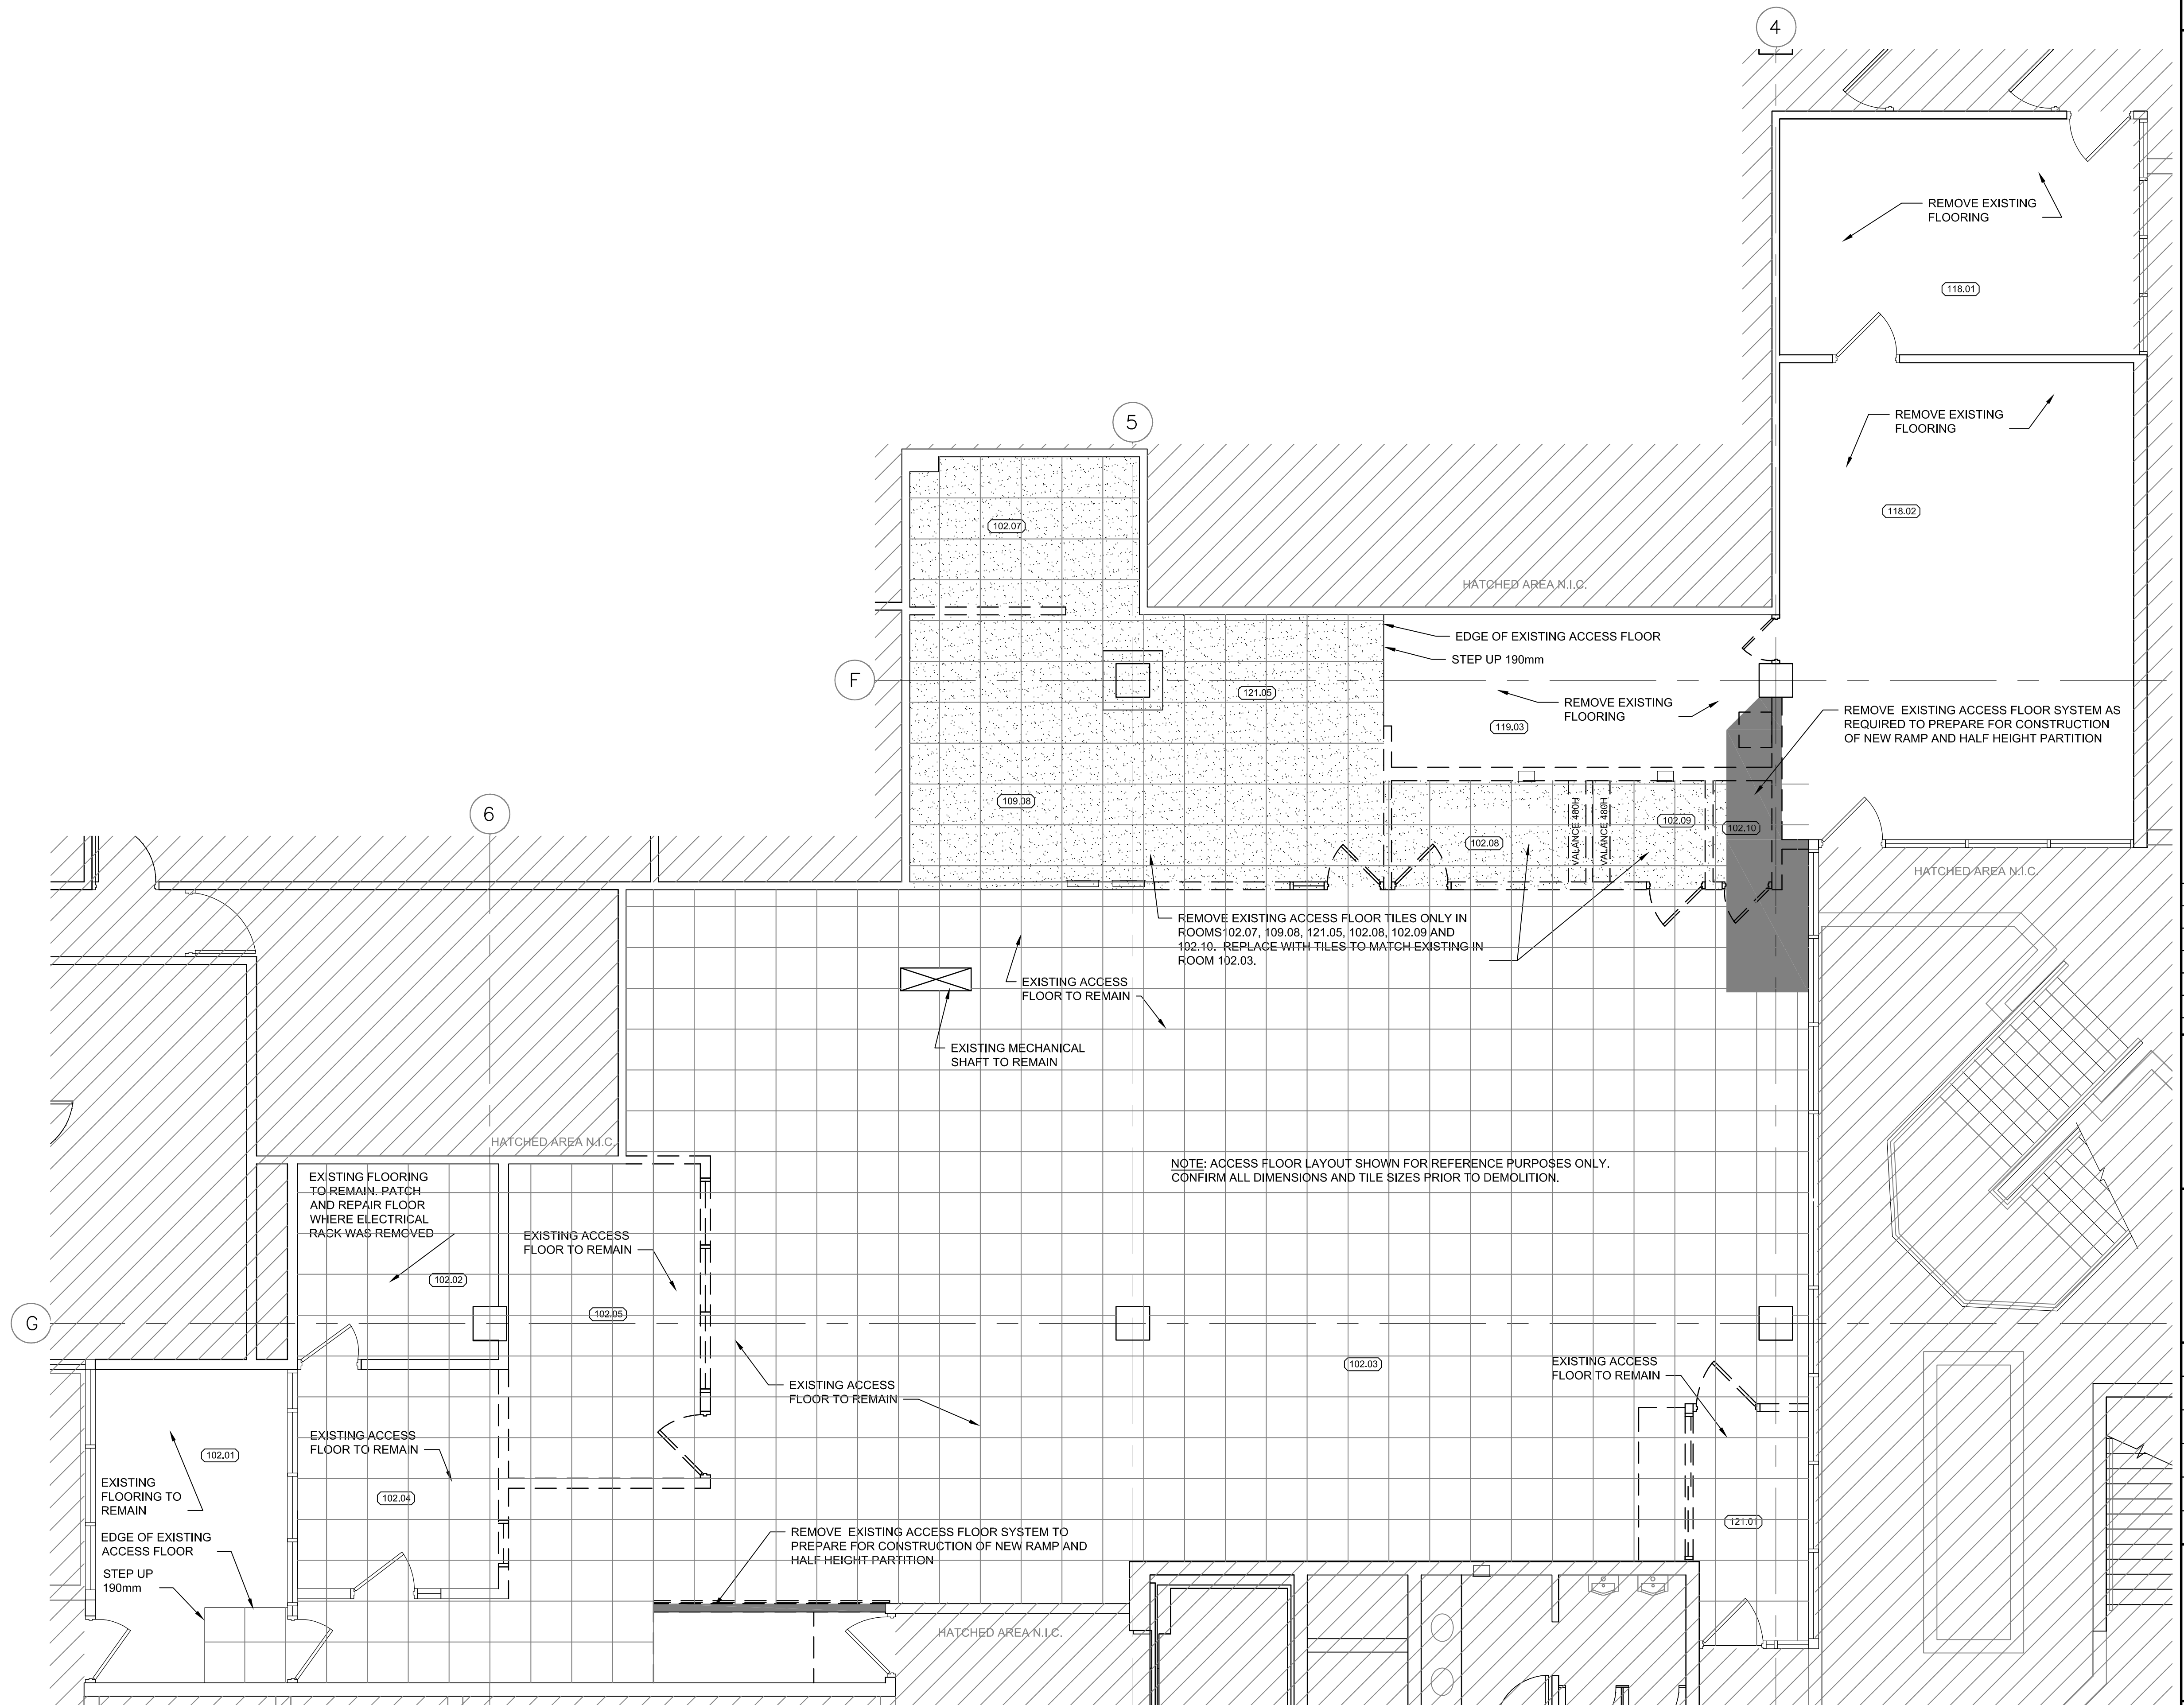 4
REMOVE EXISTING
FLOORING
118.01
REMOVE EXISTING
FLOORING
118.02
5
102.07
HATCHED AREA N.I.C.
EDGE OF EXISTING ACCESS FLOOR
STEP UP 190mm
F
121.05
REMOVE EXISTING
FLOORING
119.03
REMOVE  EXISTING ACCESS FLOOR SYSTEM AS
REQUIRED TO PREPARE FOR CONSTRUCTION
OF NEW RAMP AND HALF HEIGHT PARTITION
109.08
6
VALANCE 480H
VALANCE 480H
102.09
102.10
102.08
HATCHED AREA N.I.C.
REMOVE EXISTING ACCESS FLOOR TILES ONLY IN
ROOMS102.07, 109.08, 121.05, 102.08, 102.09 AND
102.10.  REPLACE WITH TILES TO MATCH EXISTING IN
ROOM 102.03.
EXISTING ACCESS
FLOOR TO REMAIN
EXISTING MECHANICAL
SHAFT TO REMAIN
HATCHED AREA N.I.C.
NOTE: ACCESS FLOOR LAYOUT SHOWN FOR REFERENCE PURPOSES ONLY.
CONFIRM ALL DIMENSIONS AND TILE SIZES PRIOR TO DEMOLITION.
EXISTING FLOORING
TO REMAIN. PATCH
AND REPAIR FLOOR
WHERE ELECTRICAL
RACK WAS REMOVED
EXISTING ACCESS
FLOOR TO REMAIN
102.02
102.05
G
102.03
EXISTING ACCESS
FLOOR TO REMAIN
EXISTING ACCESS
FLOOR TO REMAIN
EXISTING ACCESS
FLOOR TO REMAIN
102.01
EXISTING
FLOORING TO
REMAIN
102.04
121.01
EDGE OF EXISTING
ACCESS FLOOR
STEP UP
190mm
REMOVE  EXISTING ACCESS FLOOR SYSTEM TO
PREPARE FOR CONSTRUCTION OF NEW RAMP AND
HALF HEIGHT PARTITION
HATCHED AREA N.I.C.